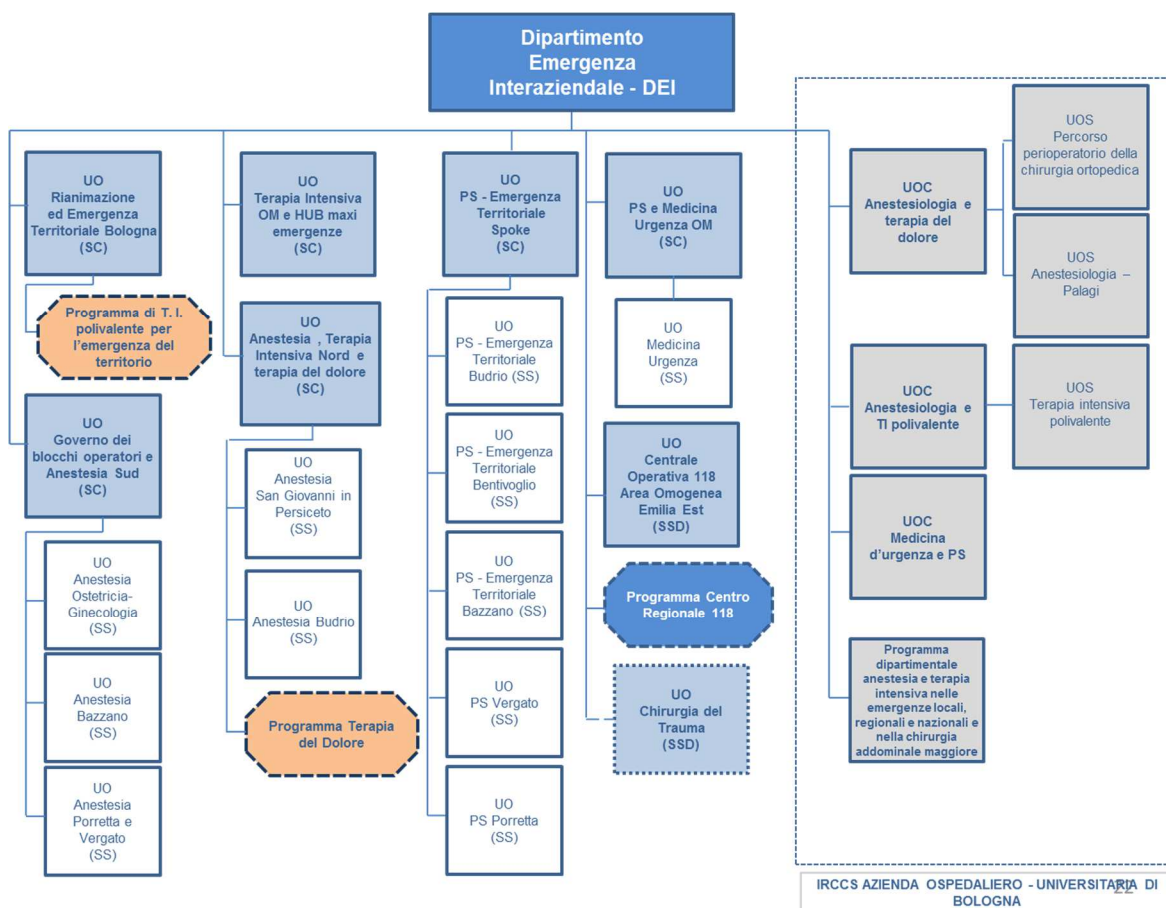 Dipartimento
Emergenza
Interaziendale - DEI
UO
Rianimazione
ed Emergenza
Territoriale Bologna
(SC)
Programma di T. I.
polivalente per
l'emergenza del
territorio
UO
Governo dei
blocchi operatori e
Anestesia Sud
(SC)
UO
Anestesia
Ostetricia-
Ginecologia
(SS)
UO
Anestesia
Bazzano
(SS)
UO
Anestesia
Porretta e
Vergato
(SS)
UO
Terapia Intensiva
OM e HUB maxi
emergenze
(SC)
UO
Anestesia , Terapia
Intensiva Nord e
terapia del dolore
(SC)
UO
Anestesia
San Giovanni in
Persiceto
(SS)
UO
Anestesia Budrio
(SS)
Programma Terapia
del Dolore
UO
PS - Emergenza
Territoriale
Spoke
(SC)
UO
PS - Emergenza
Territoriale
Budrio (SS)
UO
PS - Emergenza
Territoriale
Bentivoglio
(SS)
UO
PS - Emergenza
Territoriale
Bazzano (SS)
UO
PS Vergato
(SS)
UO
PS Porretta
(SS)
UO
PS e Medicina
Urgenza OM
(SC)
UO
Medicina
Urgenza
(SS)
UO
Centrale
Operativa 118
Area Omogenea
Emilia Est
(SSD)
Programma Centro
Regionale 118
UO
Chirurgia del
Trauma
(SSD)
UOC
Anestesiologia e
terapia del
dolore
UOS
Percorso
perioperatorio della
chirurgia ortopedica
UOS
Anestesiologia –
Palagi
UOC
Anestesiologia e
TI polivalente
UOS
Terapia intensiva
polivalente
UOC
Medicina
d'urgenza e PS
Programma
dipartimentale
anestesia e terapia
intensiva nelle
emergenze locali,
regionali e nazionali e
nella chirurgia
addominale maggiore
IRCCS AZIENDA OSPEDALIERO - UNIVERSITARIA DI
BOLOGNA
22